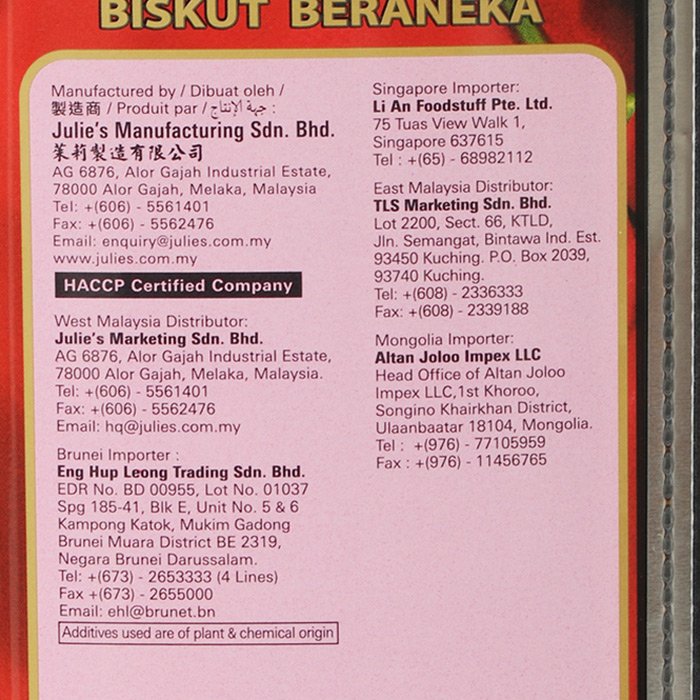 BISKUT BERANEKA
Manufactured by / Dibuat oleh /
製造商 / Produit par / جهة الإنتاج :
Julie's Manufacturing Sdn. Bhd.
茉莉製造有限公司
AG 6876, Alor Gajah Industrial Estate,
78000 Alor Gajah, Melaka, Malaysia
Tel: +(606) - 5561401
Fax: +(606) - 5562476
Email: enquiry@julies.com.my
www.julies.com.my
HACCP Certified Company
West Malaysia Distributor:
Julie's Marketing Sdn. Bhd.
AG 6876, Alor Gajah Industrial Estate,
78000 Alor Gajah, Melaka, Malaysia.
Tel: +(606) - 5561401
Fax: +(606) - 5562476
Email: hq@julies.com.my
Brunei Importer :
Eng Hup Leong Trading Sdn. Bhd.
EDR No. BD 00955, Lot No. 01037
Spg 185-41, Blk E, Unit No. 5 & 6
Kampong Katok, Mukim Gadong
Brunei Muara District BE 2319,
Negara Brunei Darussalam.
Tel: +(673) - 2653333 (4 Lines)
Fax +(673) - 2655000
Email: ehl@brunet.bn
Additives used are of plant & chemical origin
Singapore Importer:
Li An Foodstuff Pte. Ltd.
75 Tuas View Walk 1,
Singapore 637615
Tel : +(65) - 68982112
East Malaysia Distributor:
TLS Marketing Sdn. Bhd.
Lot 2200, Sect. 66, KTLD,
Jln. Semangat, Bintawa Ind. Est.
93450 Kuching. P.O. Box 2039,
93740 Kuching.
Tel: +(608) - 2336333
Fax: +(608) - 2339188
Mongolia Importer:
Altan Joloo Impex LLC
Head Office of Altan Joloo
Impex LLC,1st Khoroo,
Songino Khairkhan District,
Ulaanbaatar 18104, Mongolia.
Tel : +(976) - 77105959
Fax : +(976) - 11456765